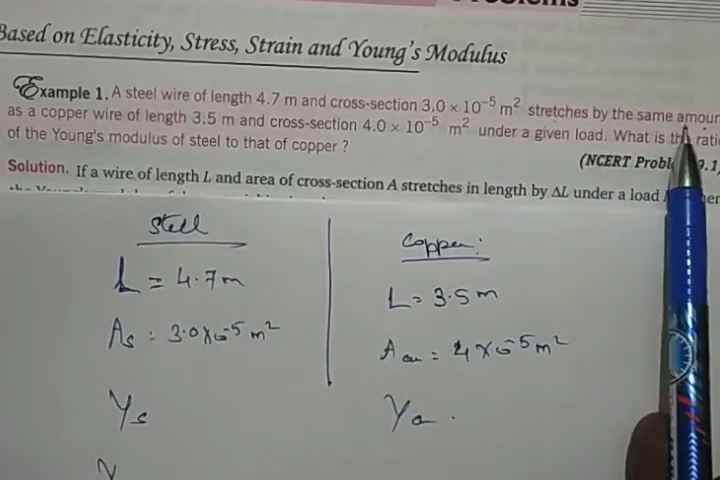 Based on Elasticity, Stress, Strain and Young's Modulus
Example 1. A steel wire of length 4.7 m and cross-section 3.0 × 10⁻⁵ m² stretches by the same amour
as a copper wire of length 3.5 m and cross-section 4.0 × 10⁻⁵ m² under a given load. What is the ratio
of the Young's modulus of steel to that of copper ?
(NCERT Probl 9.1
Solution. If a wire of length L and area of cross-section A stretches in length by ΔL under a load
Steel
L = 4.7 m
As = 3.0×10⁻⁵ m²
Ys
Y
Copper:
L = 3.5 m
Acu = 4×10⁻⁵ m²